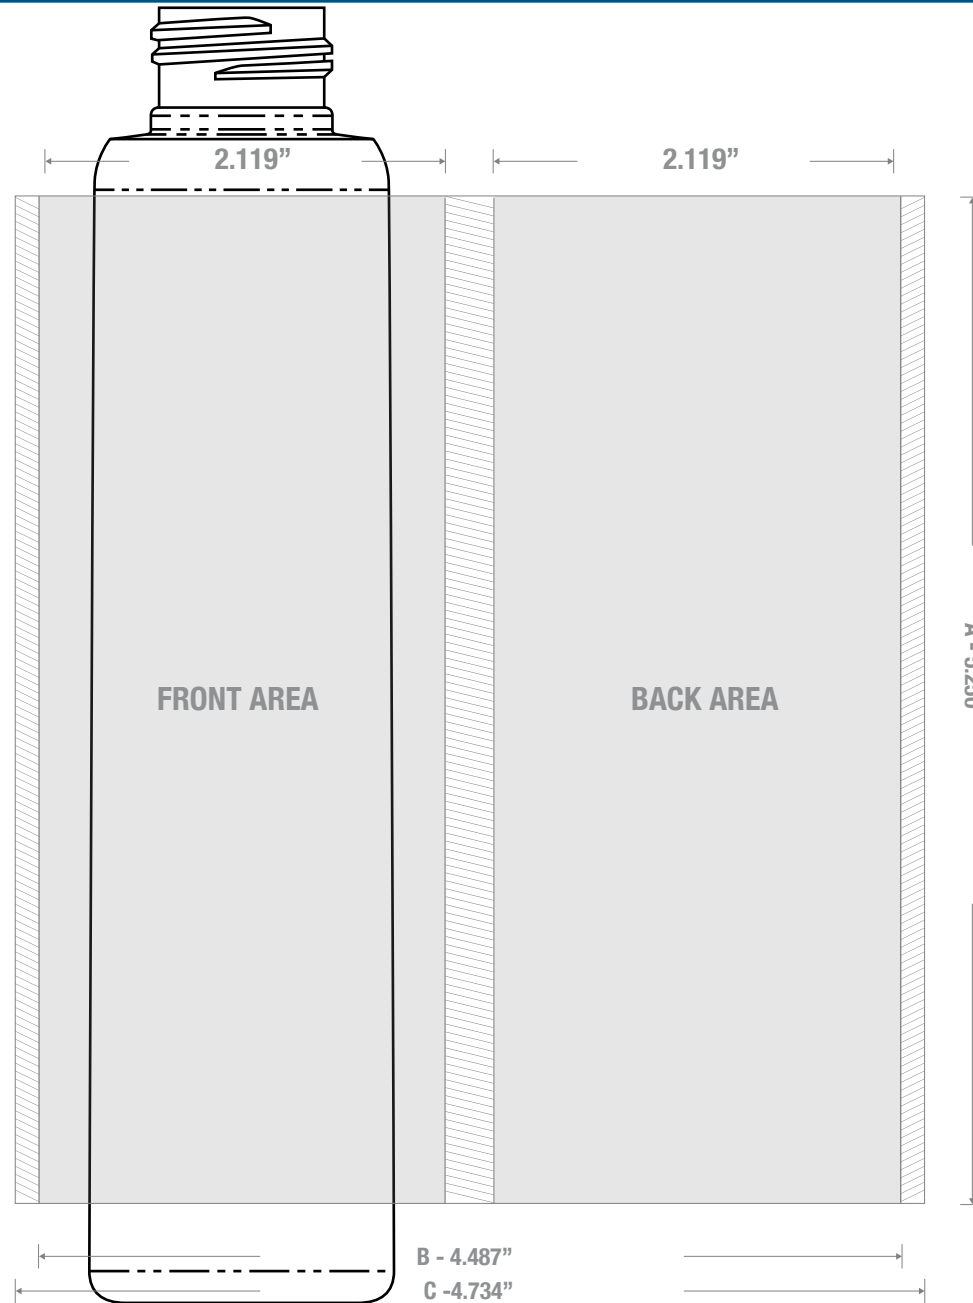 2.119” 2.119”
FRONT AREA BACK AREA
B - 4.487”
C -4.734”